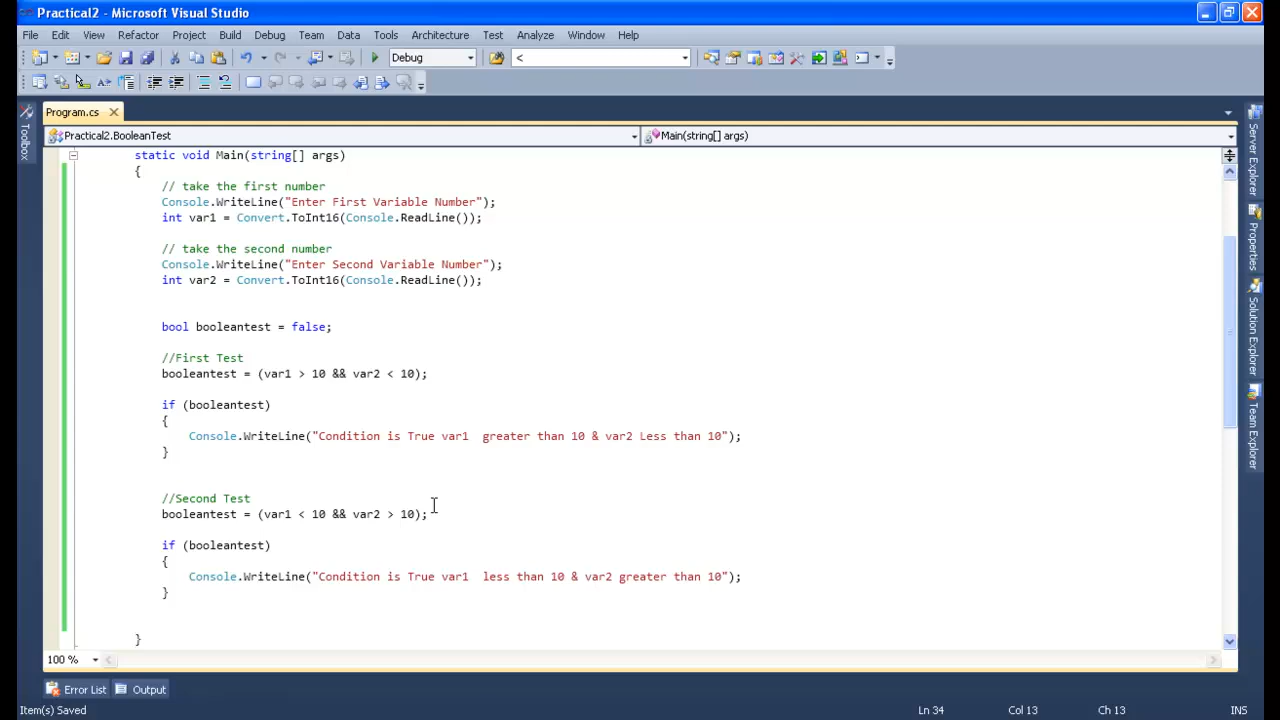 Practical2 - Microsoft Visual Studio
File Edit View Refactor Project Build Debug Team Data Tools Architecture Test Analyze Window Help
Debug <
Program.cs
Practical2.BooleanTest Main(string[] args)
Toolbox
static void Main(string[] args)
{
// take the first number
Console.WriteLine("Enter First Variable Number");
int var1 = Convert.ToInt16(Console.ReadLine());
// take the second number
Console.WriteLine("Enter Second Variable Number");
int var2 = Convert.ToInt16(Console.ReadLine());
bool booleantest = false;
//First Test
booleantest = (var1 > 10 && var2 < 10);
if (booleantest)
{
Console.WriteLine("Condition is True var1  greater than 10 & var2 Less than 10");
}
//Second Test
booleantest = (var1 < 10 && var2 > 10);
if (booleantest)
{
Console.WriteLine("Condition is True var1  less than 10 & var2 greater than 10");
}
}
Server Explorer
Properties
Solution Explorer
Team Explorer
100 %
Error List Output
Item(s) Saved Ln 34 Col 13 Ch 13 INS